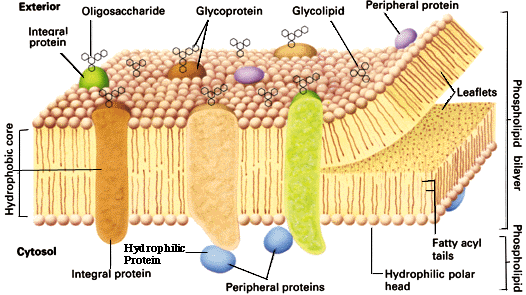 Exterior
Oligosaccharide
Glycoprotein
Glycolipid
Peripheral protein
Integral
protein
Leaflets
Phospholipid bilayer
Hydrophobic core
Cytosol
Hydrophilic
Protein
Fatty acyl
tails
Integral protein
Peripheral proteins
Hydrophilic polar
head
Phospholipid